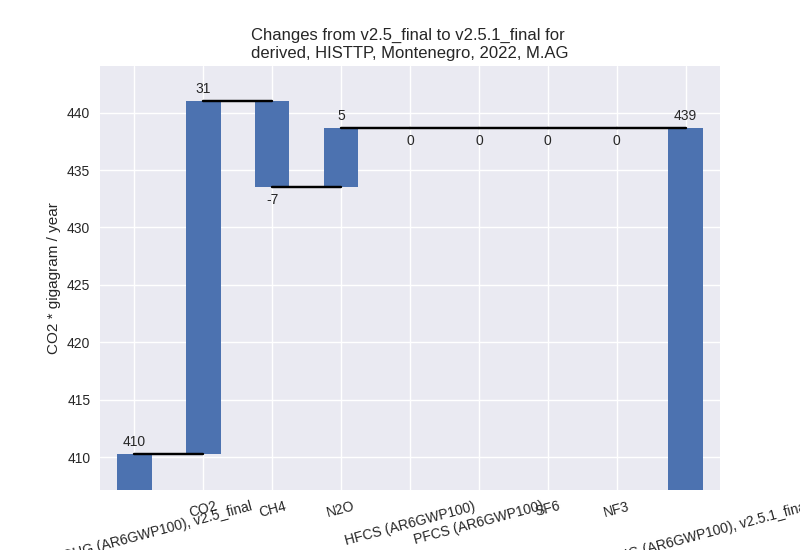 Changes from v2.5_final to v2.5.1_final for
derived, HISTTP, Montenegro, 2022, M.AG
CO2 * gigagram / year
440
435
430
425
420
415
410
410
31
-7
5
0
0
0
0
439
(AR6GWP100), v2.5_final
CO2
CH4
N2O
HFCS (AR6GWP100)
PFCS (AR6GWP100)
SF6
NF3
(AR6GWP100), v2.5.1_fina